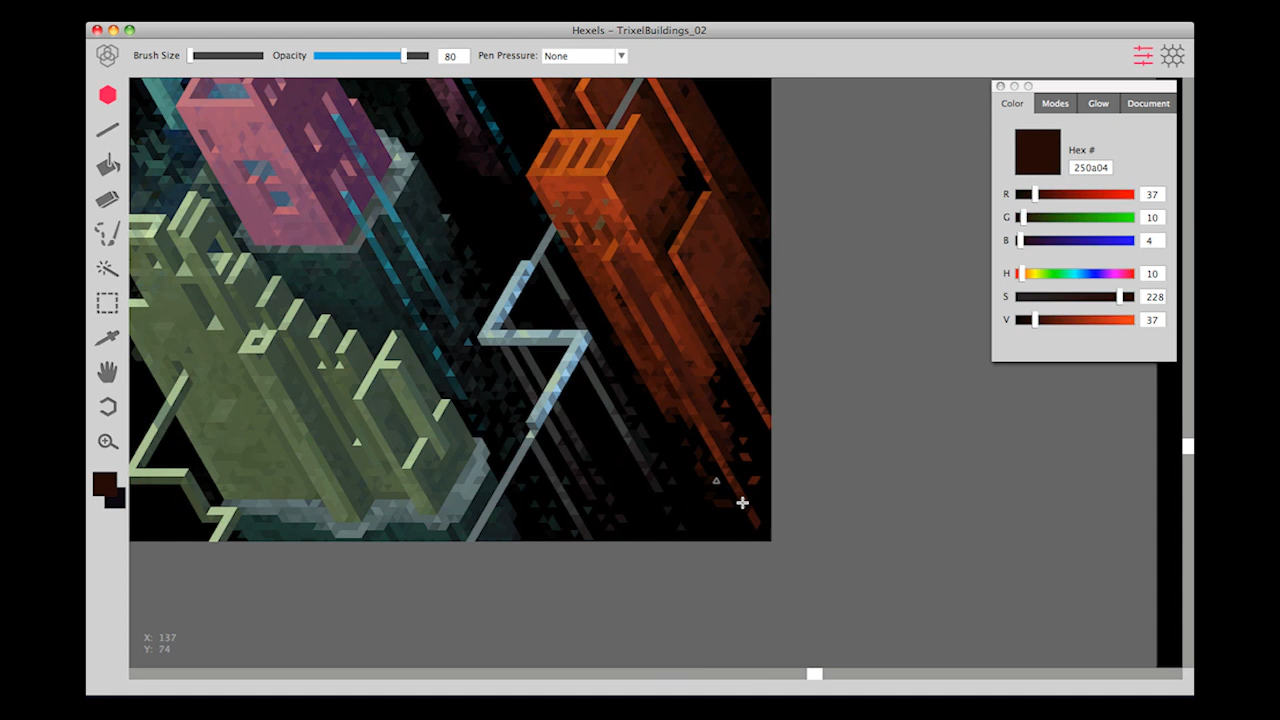 Hexels - TrixelBuildings_02
Brush Size Opacity 80 Pen Pressure: None
Color Modes Glow Document
Hex #
250a04
R 37
G 10
B 4
H 10
S 228
V 37
X: 137
Y: 74